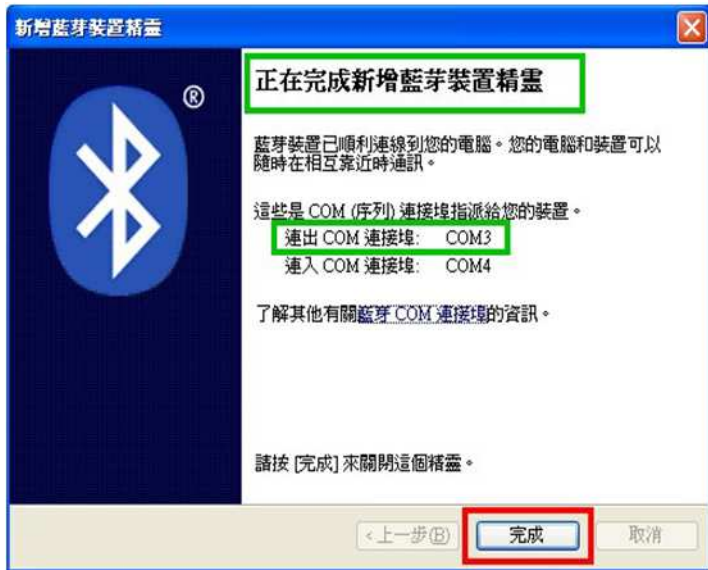 新增藍芽裝置精靈
®
正在完成新增藍芽裝置精靈
藍芽裝置已順利連線到您的電腦。您的電腦和裝置可以
隨時在相互靠近時通訊。
這些是 COM (序列) 連接埠指派給您的裝置。
連出 COM 連接埠: COM3
連入 COM 連接埠: COM4
了解其他有關藍芽 COM 連接埠的資訊。
請按 [完成] 來關閉這個精靈。
<上一步(B) 完成 取消